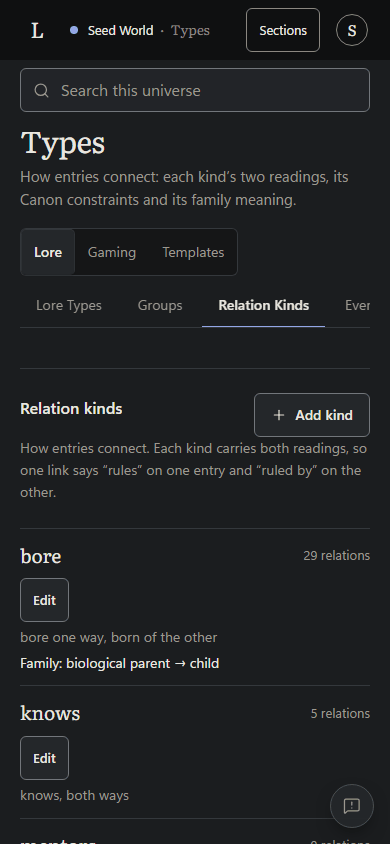 L
Seed World · Types
Sections
S
Search this universe
Types
How entries connect: each kind’s two readings, its
Canon constraints and its family meaning.
Lore Gaming Templates
Lore Types Groups Relation Kinds
Relation kinds
+ Add kind
How entries connect. Each kind carries both readings, so
one link says “rules” on one entry and “ruled by” on the
other.
bore 29 relations
Edit
bore one way, born of the other
Family: biological parent → child
knows 5 relations
Edit
knows, both ways